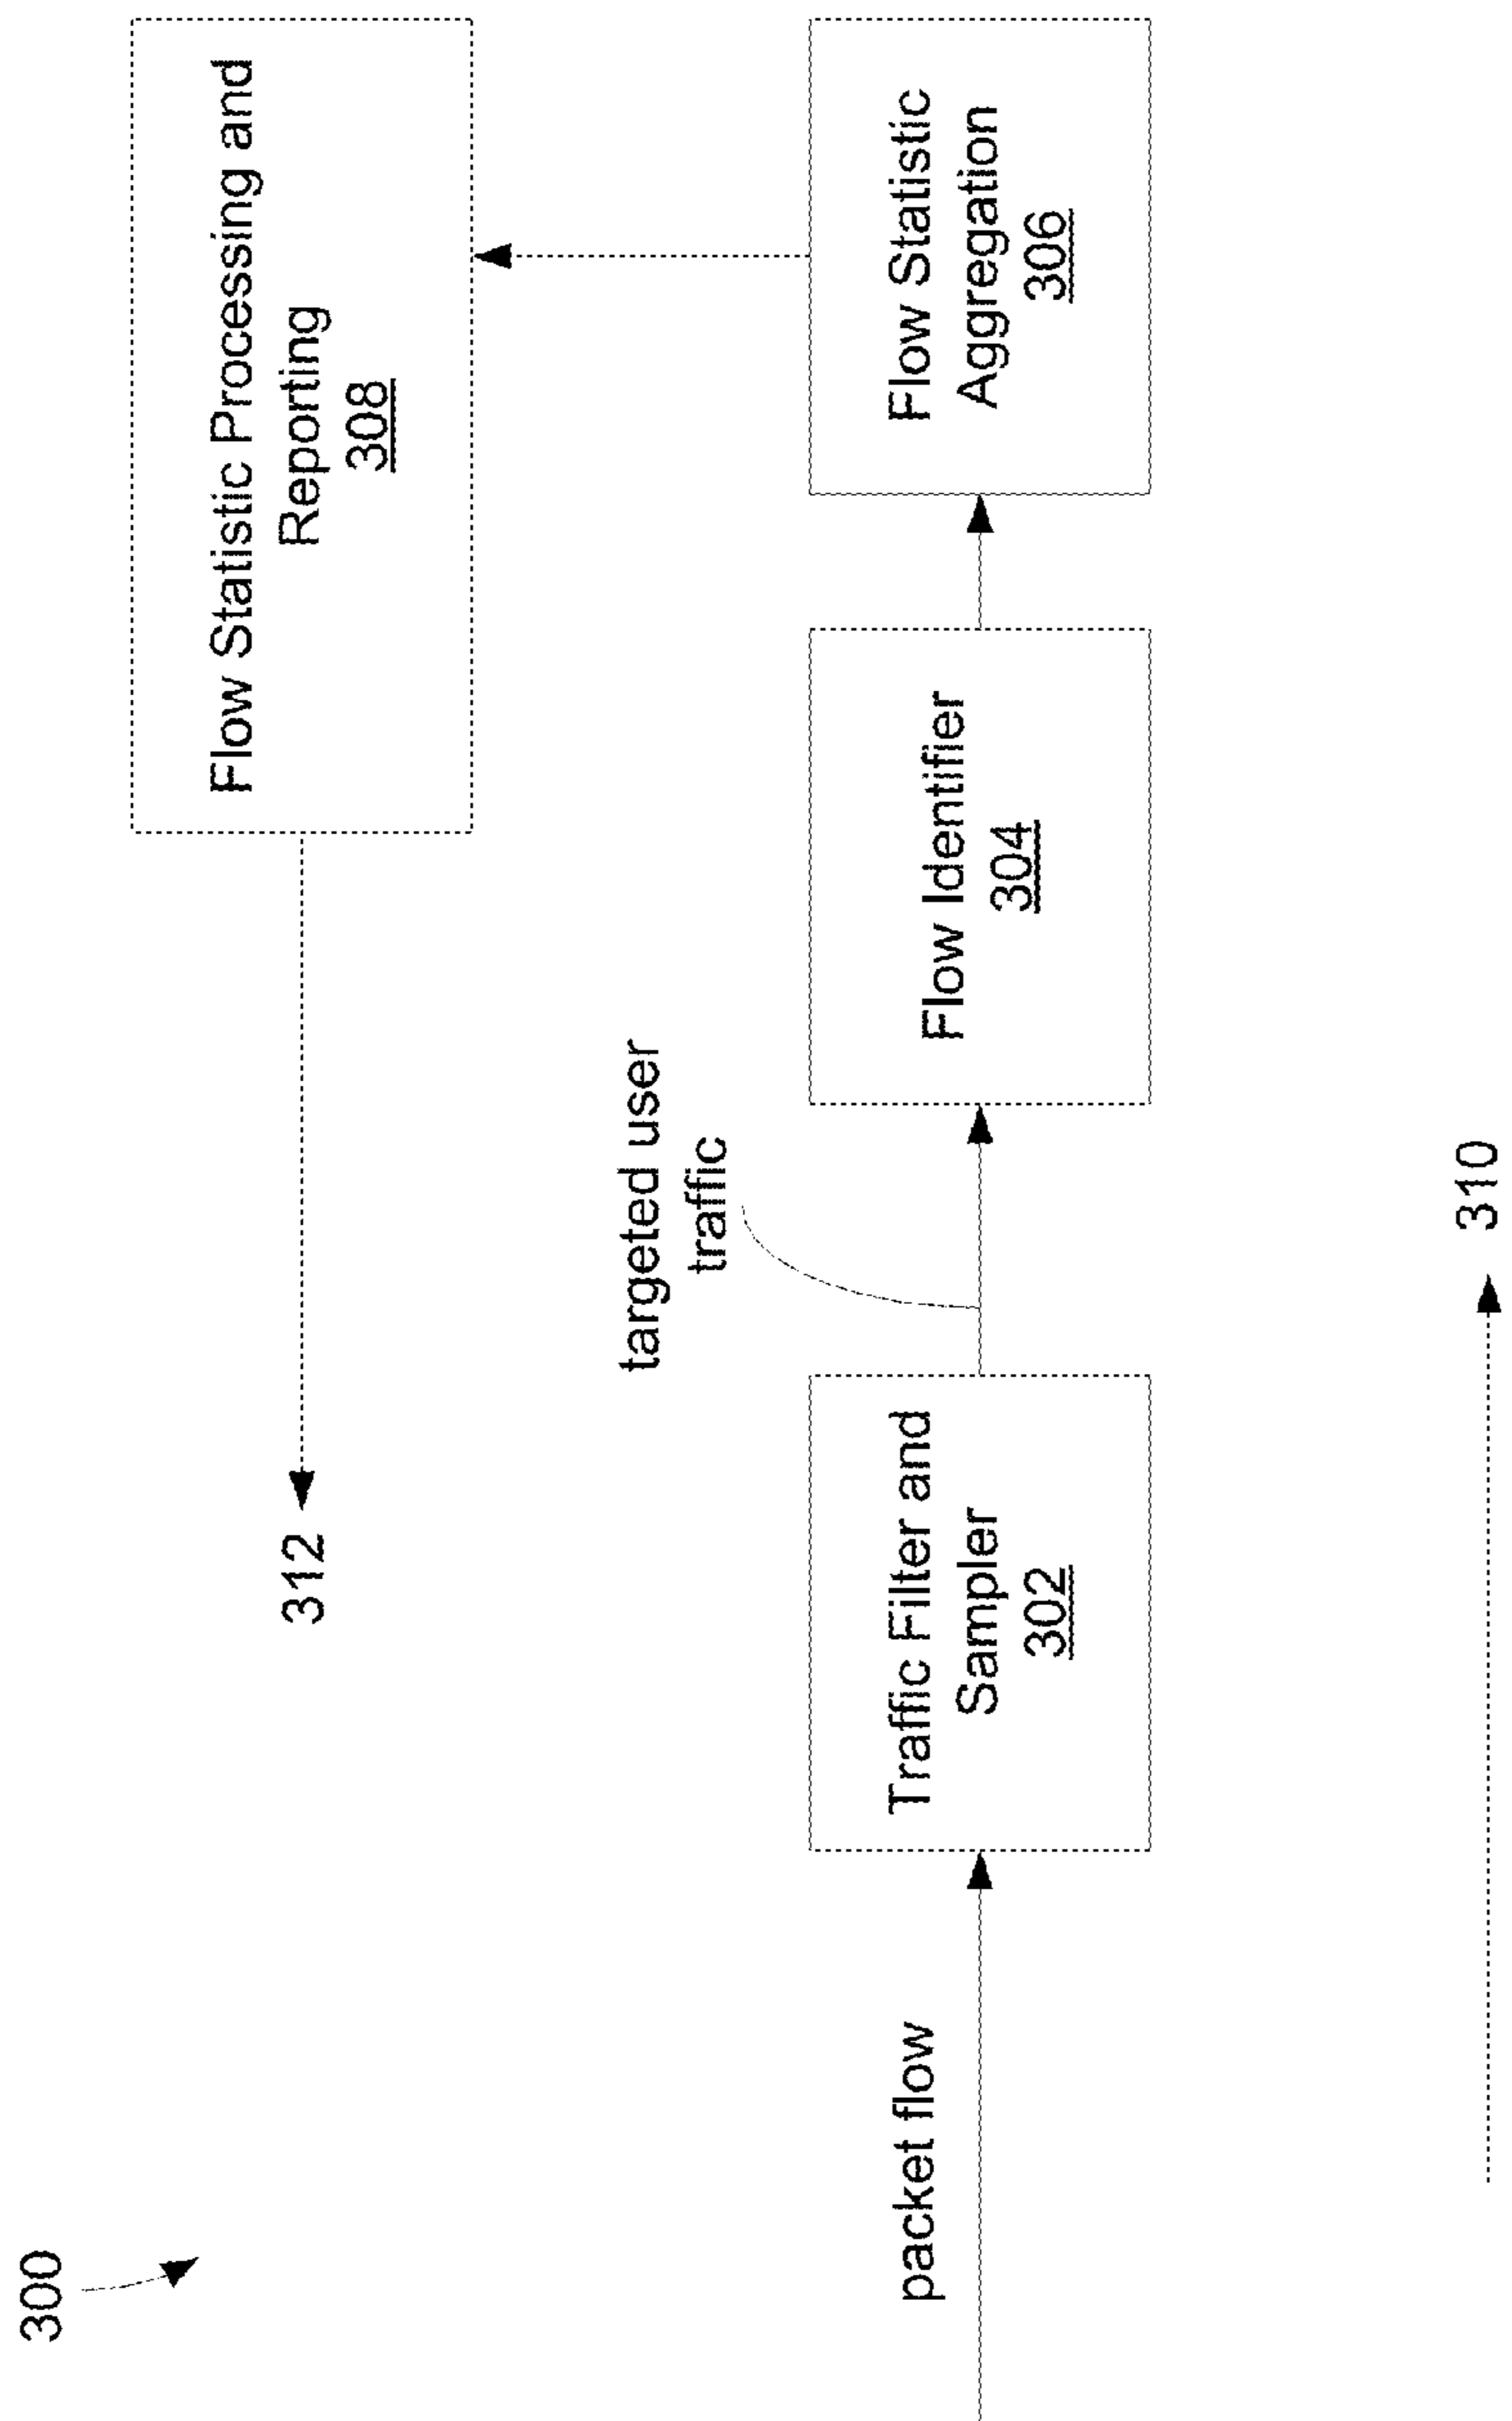 300
312
Flow Statistic Processing and
Reporting
308
targeted user
traffic
packet flow
Traffic Filter and
Sampler
302
Flow Identifier
304
Flow Statistic
Aggregation
306
310